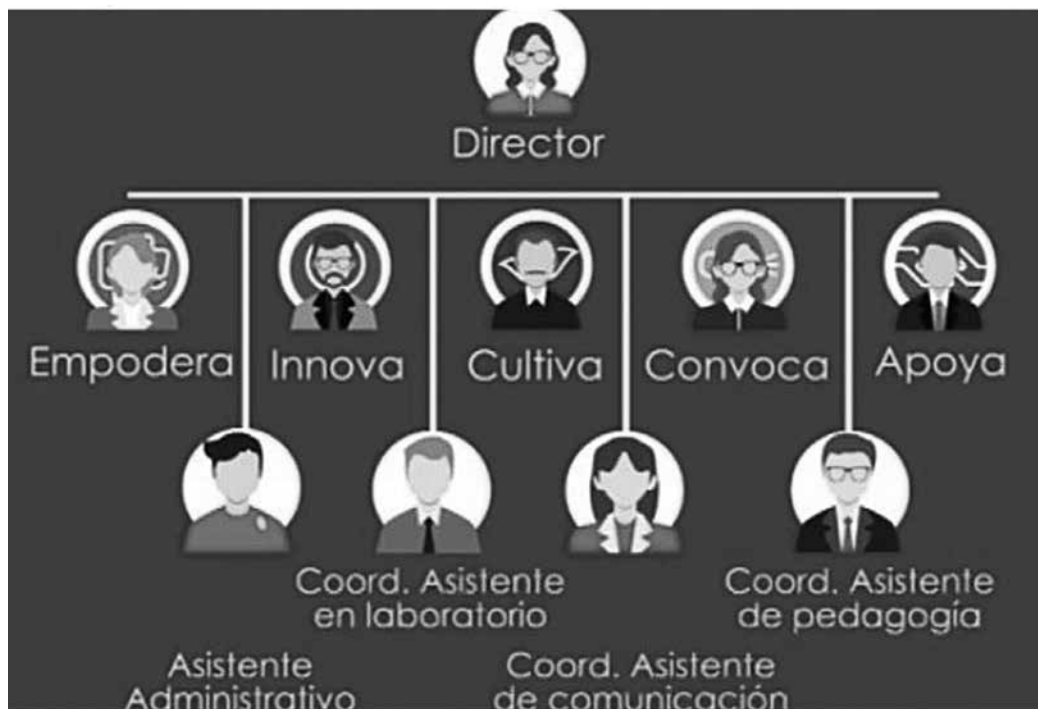 Director
Empodera
Innova
Cultiva
Convoca
Apoya
Coord. Asistente
en laboratorio
Coord. Asistente
de pedagogía
Asistente
Administrativo
Coord. Asistente
de comunicación